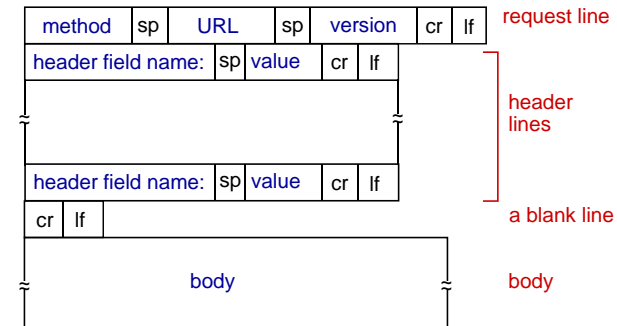 method sp URL sp version cr lf request line
header field name: sp value cr lf
header
lines
header field name: sp value cr lf
cr lf a blank line
body body